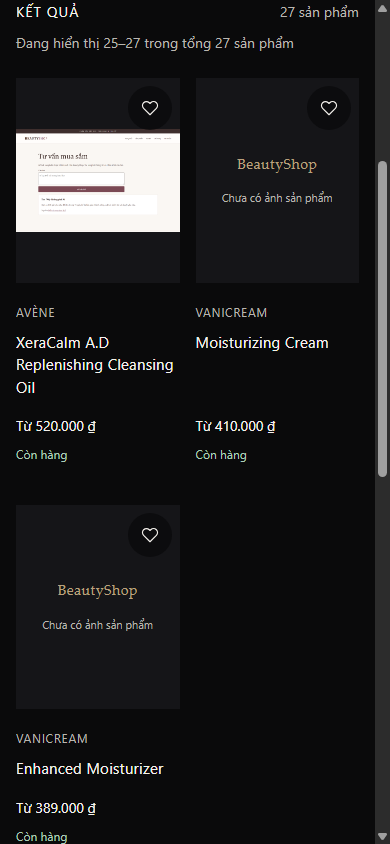 KẾT QUẢ 27 sản phẩm
Đang hiển thị 25–27 trong tổng 27 sản phẩm
Tư vấn mua sắm
BeautyShop
Chưa có ảnh sản phẩm
AVÈNE
XeraCalm A.D
Replenishing Cleansing
Oil
Từ 520.000 ₫
Còn hàng
VANICREAM
Moisturizing Cream
Từ 410.000 ₫
Còn hàng
BeautyShop
Chưa có ảnh sản phẩm
VANICREAM
Enhanced Moisturizer
Từ 389.000 ₫
Còn hàng